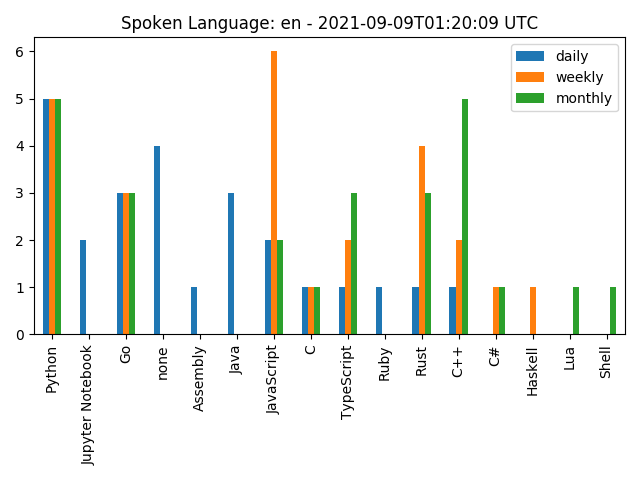 Spoken Language: en - 2021-09-09T01:20:09 UTC
daily
weekly
monthly
6
5
4
3
2
1
0
Python
Jupyter Notebook
Go
none
Assembly
Java
JavaScript
C
TypeScript
Ruby
Rust
C++
C#
Haskell
Lua
Shell